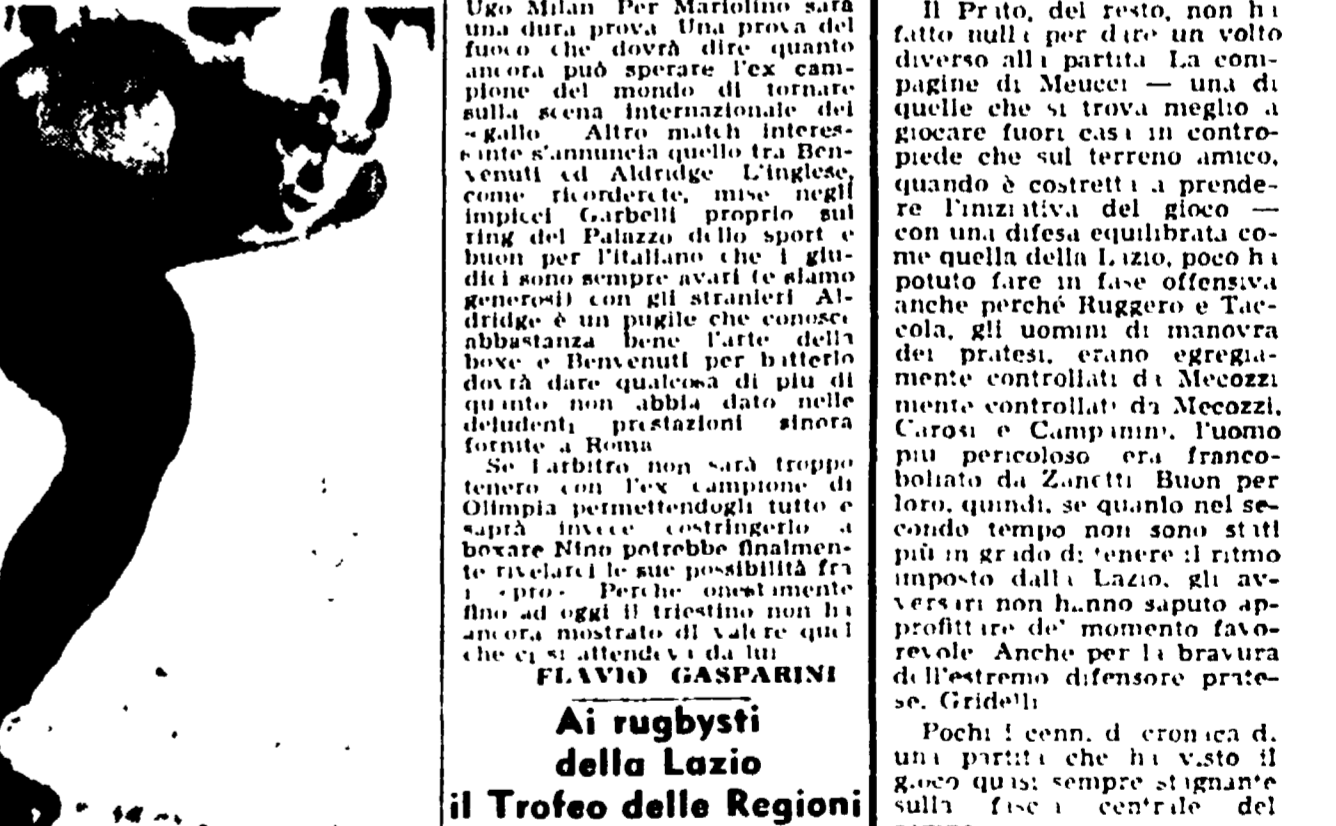 Ugo Milan Per Mariolino sarà
una dura prova Una prova del
fuoco che dovrà dire quanto
ancora può sperare l'ex cam-
pione del mondo di tornare
sulla scena internazionale dei
« gallo Altro match interes-
sante s'annuncia quello tra Ben-
venuti ed Aldridge L'inglese,
come ricorderete, mise negli
impicci Garbelli proprio sul
ring del Palazzo dello sport e
buon per l'italiano che i giu-
dici sono sempre avari (e siamo
generosi) con gli stranieri Al-
dridge è un pugile che conosce
abbastanza bene l'arte della
boxe e Benvenuti per batterlo
dovrà dare qualcosa di più di
quanto non abbia dato nelle
deludenti prestazioni sinora
fornite a Roma
Se l'arbitro non sarà troppo
tenero con l'ex campione di
Olimpia permettendogli tutto e
saprà invece costringerlo a
boxare Nino potrebbe finalmen-
te rivelarci le sue possibilità fra
i « pro » Perche onestamente
fino ad oggi il triestino non ha
ancora mostrato di valere quel
che ci si attendeva da lui
FLAVIO GASPARINI
Ai rugbysti
della Lazio
il Trofeo delle Regioni
Il Prato, del resto, non ha
fatto nulla per dare un volto
diverso alla partita La com-
pagine di Meucci — una di
quelle che si trova meglio a
giocare fuori casa in contro-
piede che sul terreno amico,
quando è costretta a prende-
re l'iniziativa del gioco —
con una difesa equilibrata co-
me quella della Lazio, poco ha
potuto fare in fase offensiva
anche perché Ruggero e Tac-
cola, gli uomini di manovra
dei pratesi, erano egregia-
mente controllati da Mecozzi
mente controllati da Mecozzi,
Carosi e Campanini, l'uomo
più pericoloso era franco-
bollato da Zanetti Buon per
loro, quindi, se quanlo nel se-
condo tempo non sono stati
più in grado di tenere il ritmo
imposto dalla Lazio, gli av-
versari non hanno saputo ap-
profittare de' momento favo-
revole Anche per la bravura
dell'estremo difensore prate-
se, Gridelli
Pochi cenni di cronaca di
una partita che ha visto il
gioco quasi sempre stagnante
sulla fascia centrale del